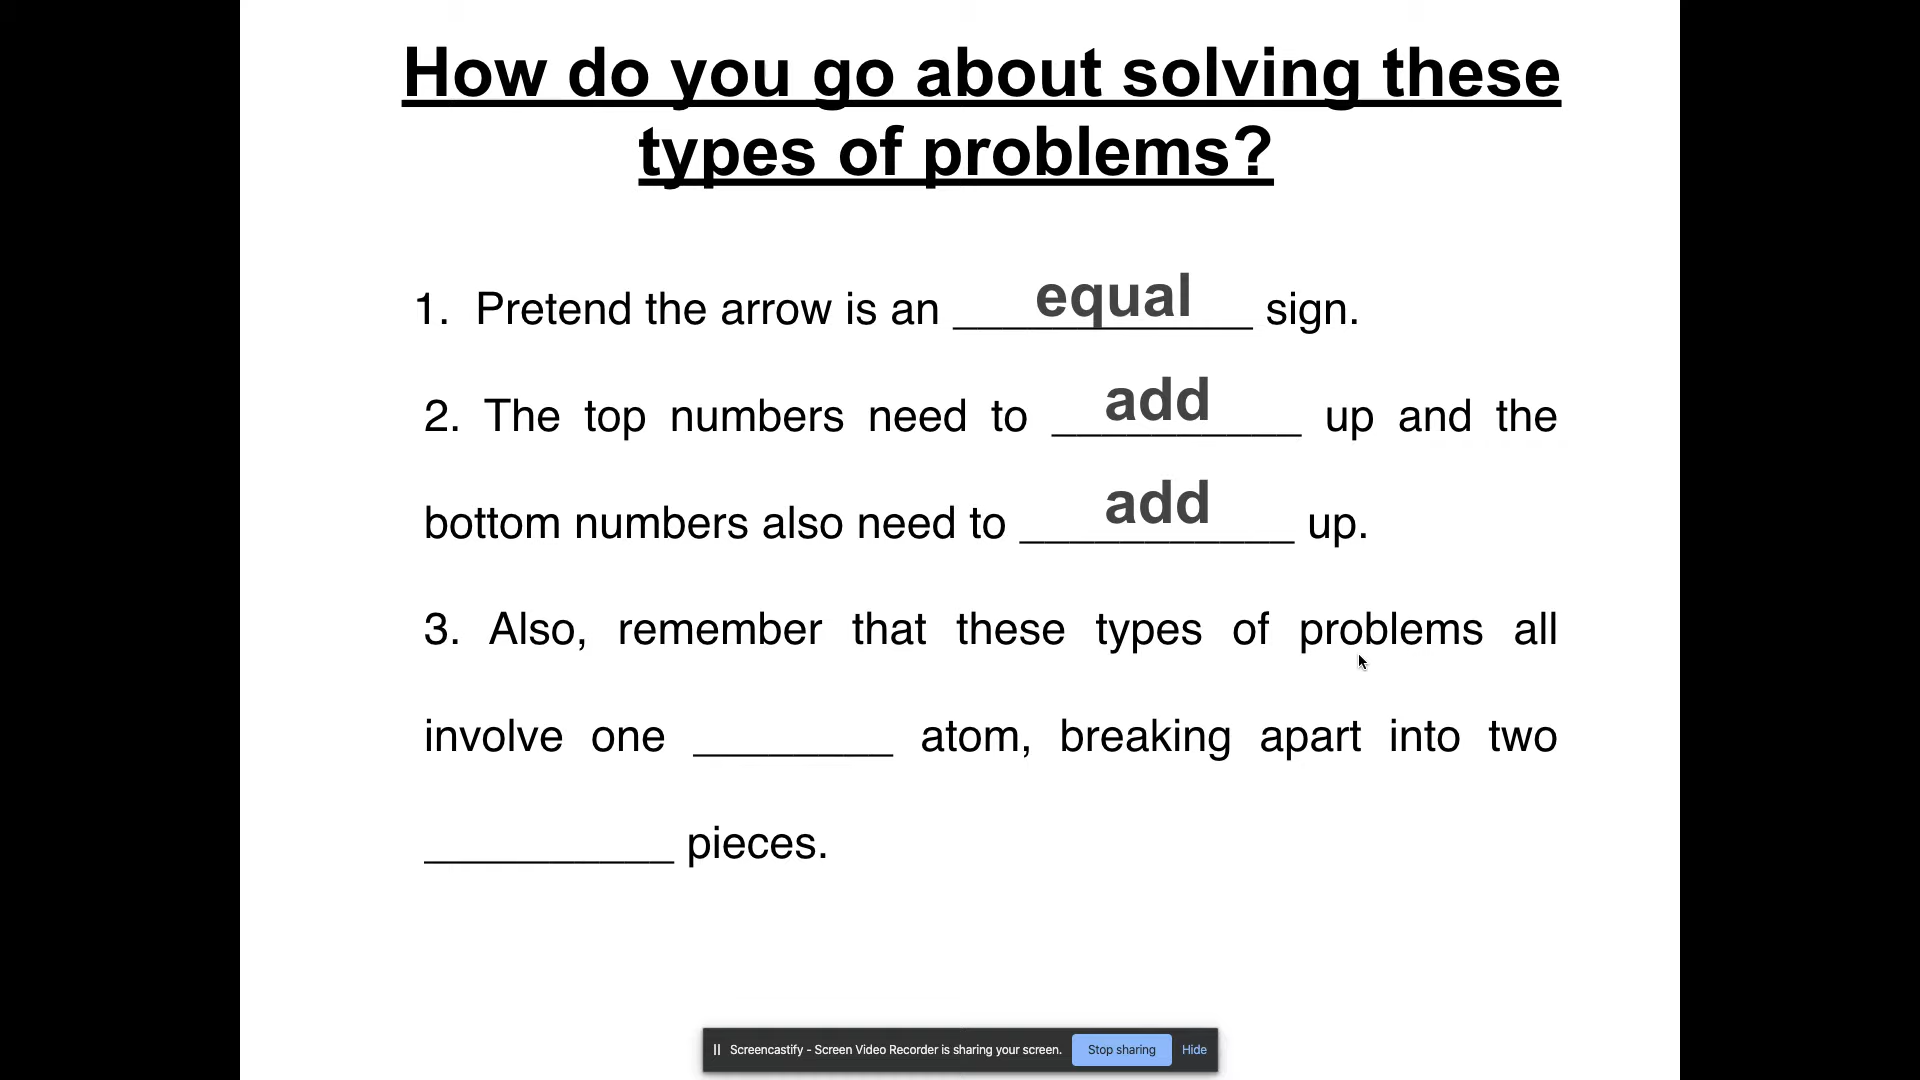 How do you go about solving these
types of problems?
1. Pretend the arrow is an ____________ sign.
equal
2. The top numbers need to __________ up and the
add
bottom numbers also need to ___________ up.
add
3. Also, remember that these types of problems all
involve one ________ atom, breaking apart into two
__________ pieces.
Screencastify - Screen Video Recorder is sharing your screen. Stop sharing Hide